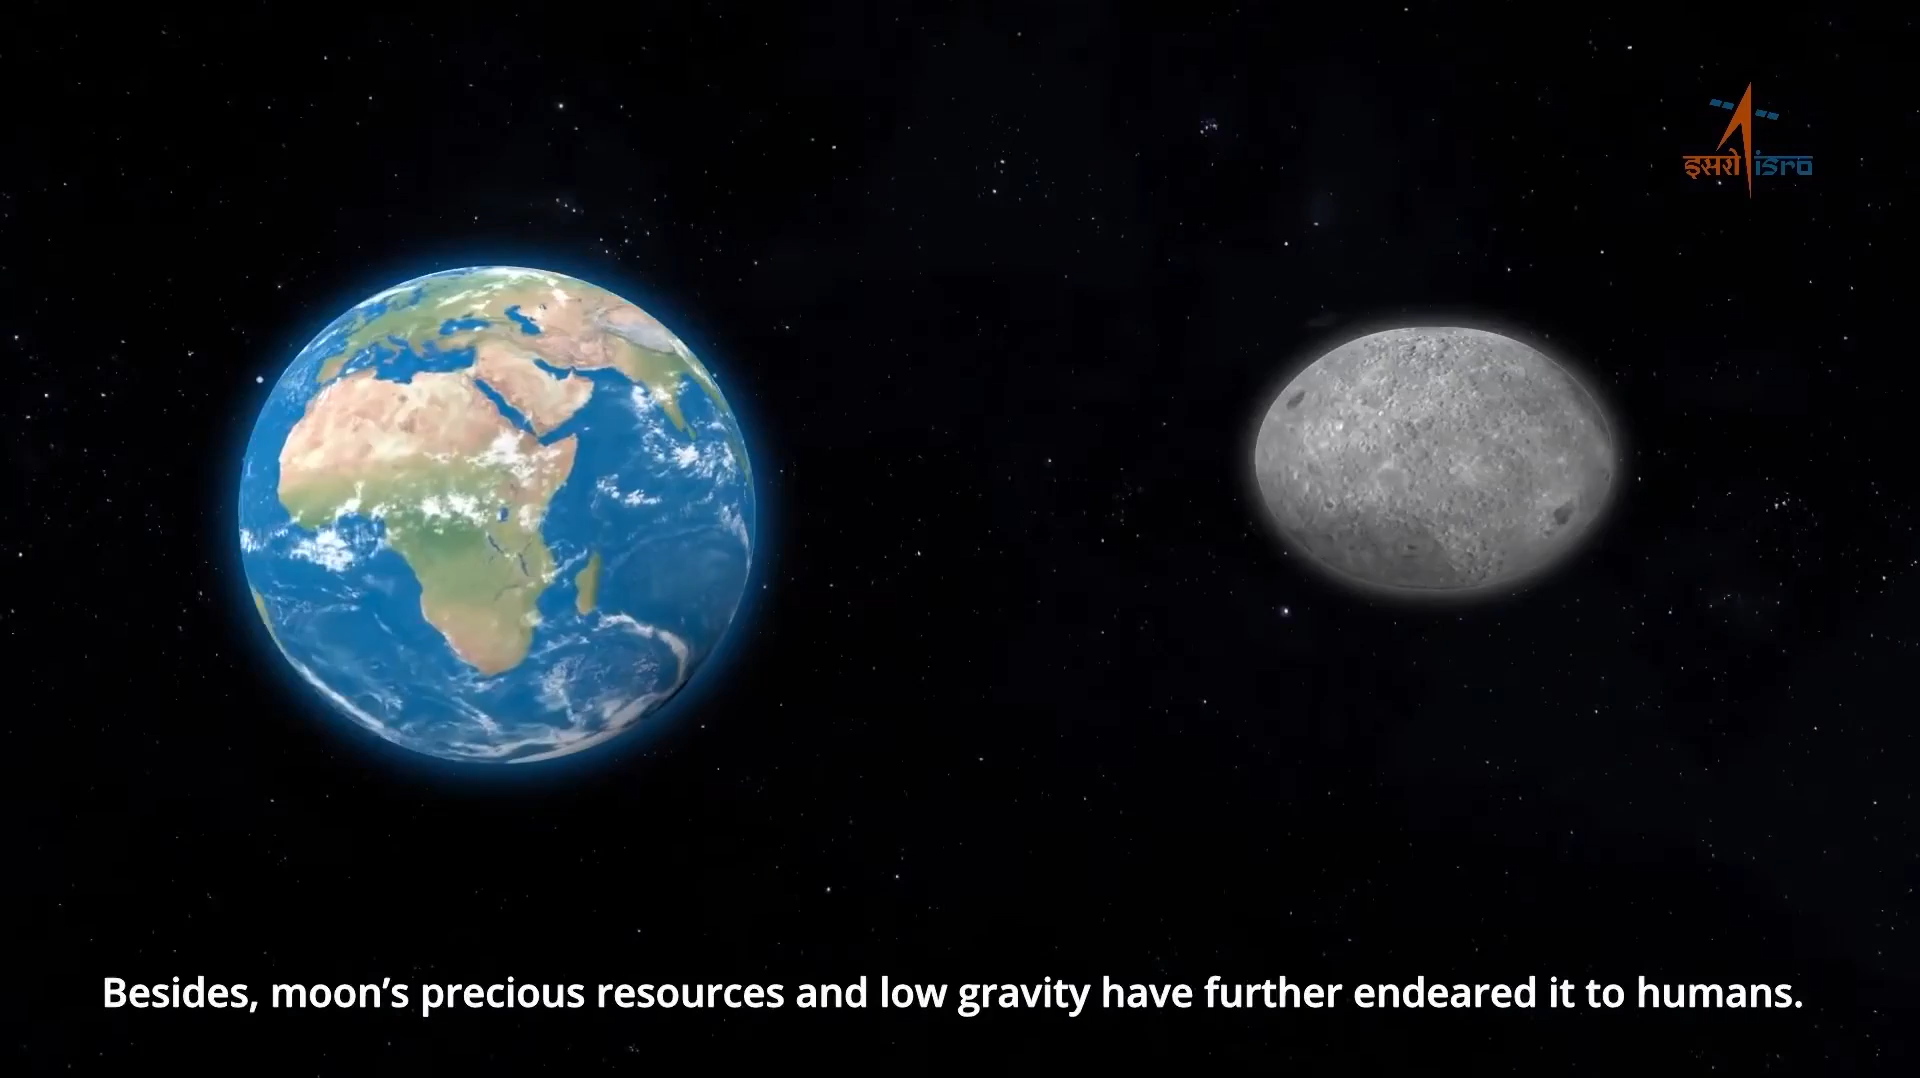 इसरो isro
Besides, moon’s precious resources and low gravity have further endeared it to humans.